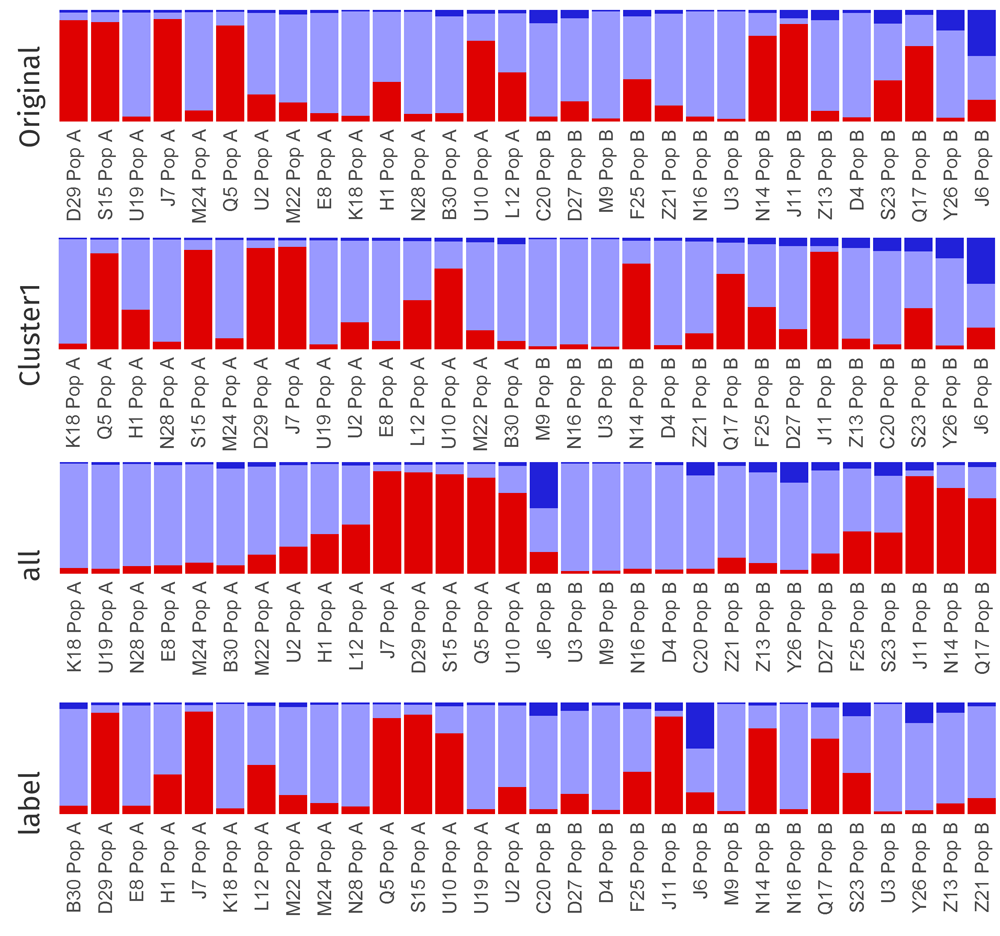 Original
D29 Pop A
S15 Pop A
U19 Pop A
J7 Pop A
M24 Pop A
Q5 Pop A
U2 Pop A
M22 Pop A
E8 Pop A
K18 Pop A
H1 Pop A
N28 Pop A
B30 Pop A
U10 Pop A
L12 Pop A
C20 Pop B
D27 Pop B
M9 Pop B
F25 Pop B
Z21 Pop B
N16 Pop B
U3 Pop B
N14 Pop B
J11 Pop B
Z13 Pop B
D4 Pop B
S23 Pop B
Q17 Pop B
Y26 Pop B
J6 Pop B
Cluster1
K18 Pop A
Q5 Pop A
H1 Pop A
N28 Pop A
S15 Pop A
M24 Pop A
D29 Pop A
J7 Pop A
U19 Pop A
U2 Pop A
E8 Pop A
L12 Pop A
U10 Pop A
M22 Pop A
B30 Pop A
M9 Pop B
N16 Pop B
U3 Pop B
N14 Pop B
D4 Pop B
Z21 Pop B
Q17 Pop B
F25 Pop B
D27 Pop B
J11 Pop B
Z13 Pop B
C20 Pop B
S23 Pop B
Y26 Pop B
J6 Pop B
all
K18 Pop A
U19 Pop A
N28 Pop A
E8 Pop A
M24 Pop A
B30 Pop A
M22 Pop A
U2 Pop A
H1 Pop A
L12 Pop A
J7 Pop A
D29 Pop A
S15 Pop A
Q5 Pop A
U10 Pop A
J6 Pop B
U3 Pop B
M9 Pop B
N16 Pop B
D4 Pop B
C20 Pop B
Z21 Pop B
Z13 Pop B
Y26 Pop B
D27 Pop B
F25 Pop B
S23 Pop B
J11 Pop B
N14 Pop B
Q17 Pop B
label
B30 Pop A
D29 Pop A
E8 Pop A
H1 Pop A
J7 Pop A
K18 Pop A
L12 Pop A
M22 Pop A
M24 Pop A
N28 Pop A
Q5 Pop A
S15 Pop A
U10 Pop A
U19 Pop A
U2 Pop A
C20 Pop B
D27 Pop B
D4 Pop B
F25 Pop B
J11 Pop B
J6 Pop B
M9 Pop B
N14 Pop B
N16 Pop B
Q17 Pop B
S23 Pop B
U3 Pop B
Y26 Pop B
Z13 Pop B
Z21 Pop B